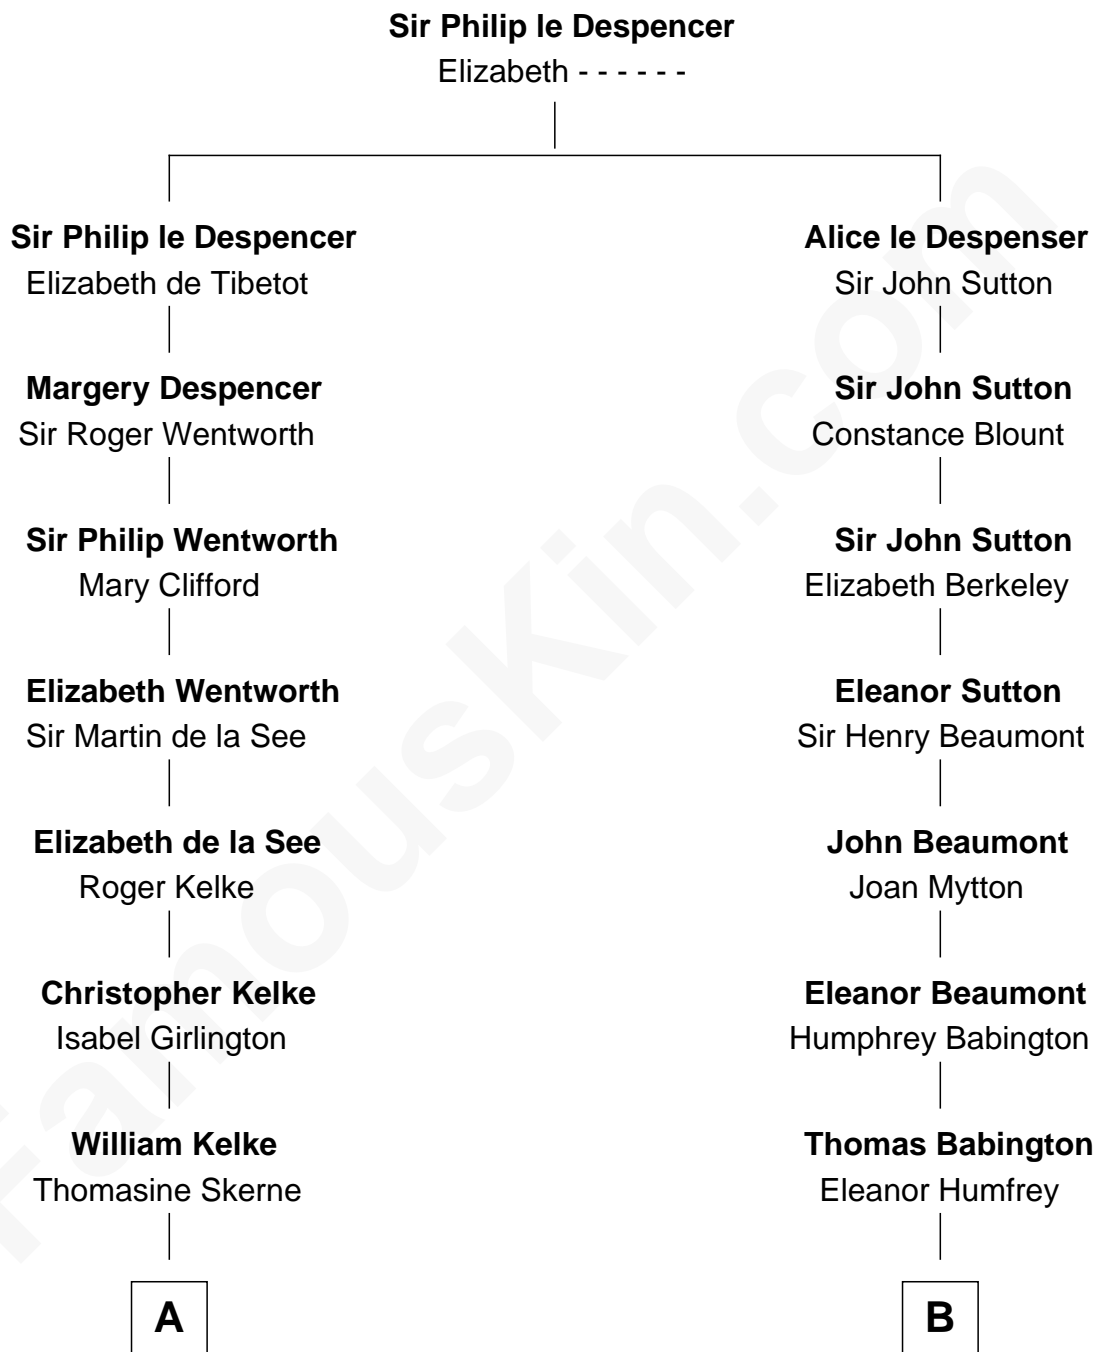 Sir Philip le Despencer
Elizabeth - - - - - -
Sir Philip le Despencer
Elizabeth de Tibetot
Alice le Despenser
Sir John Sutton
Margery Despencer
Sir Roger Wentworth
Sir John Sutton
Constance Blount
Sir Philip Wentworth
Mary Clifford
Sir John Sutton
Elizabeth Berkeley
Elizabeth Wentworth
Sir Martin de la See
Eleanor Sutton
Sir Henry Beaumont
Elizabeth de la See
Roger Kelke
John Beaumont
Joan Mytton
Christopher Kelke
Isabel Girlington
Eleanor Beaumont
Humphrey Babington
William Kelke
Thomasine Skerne
Thomas Babington
Eleanor Humfrey
A
B
FamousKin.com